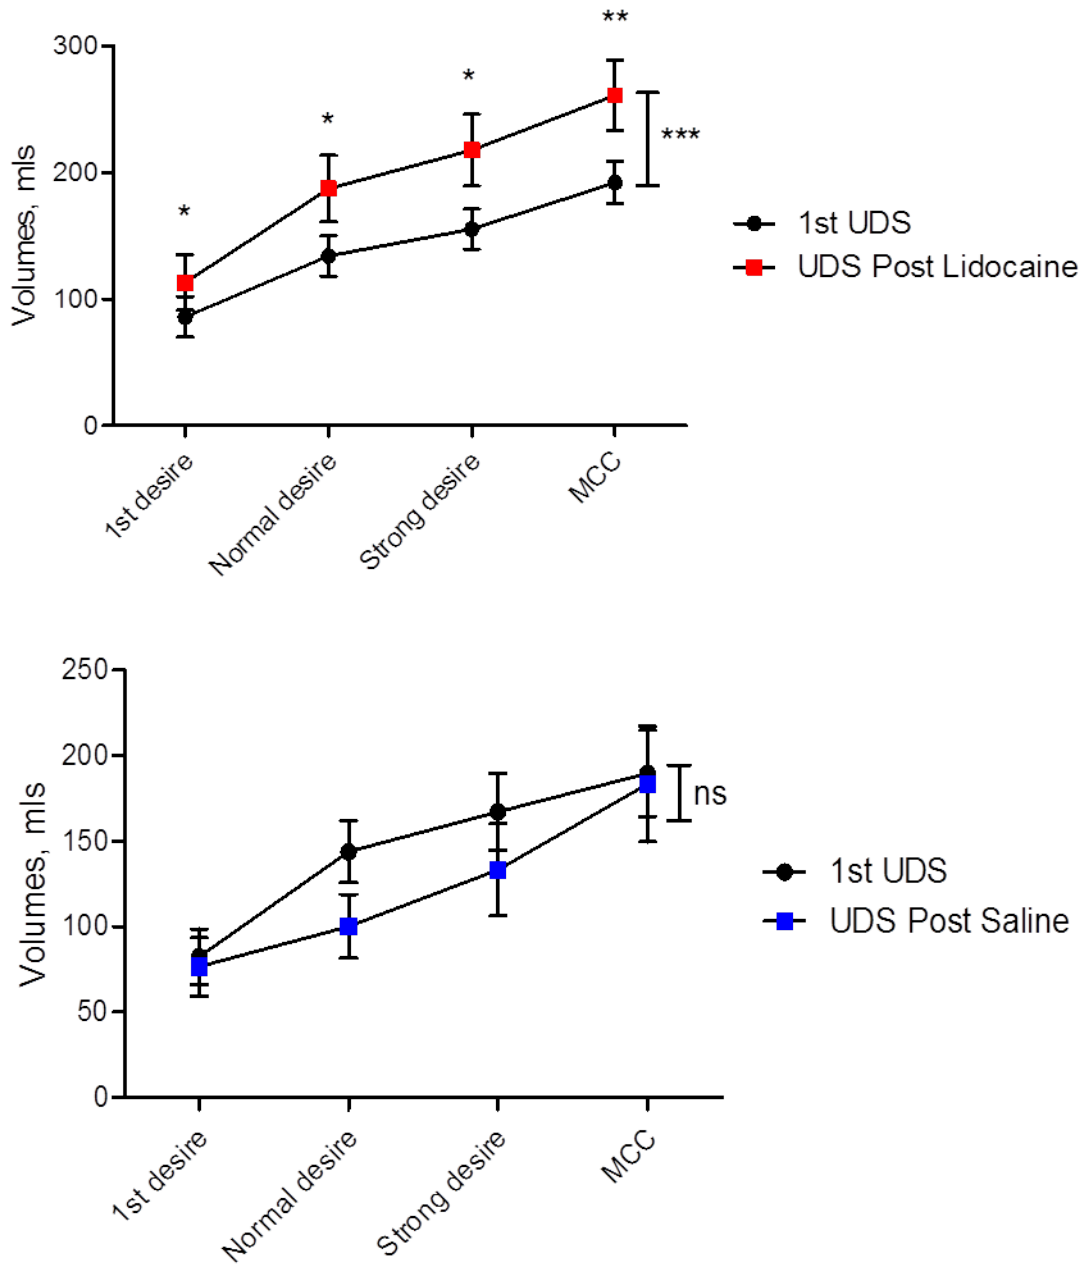 **
300
*
*
***
200
*
1st UDS
UDS Post Lidocaine
100
0
Volumes, mls
1st desire
Normal desire
Strong desire
MCC
250
200
ns
150
1st UDS
UDS Post Saline
100
50
0
Volumes, mls
1st desire
Normal desire
Strong desire
MCC